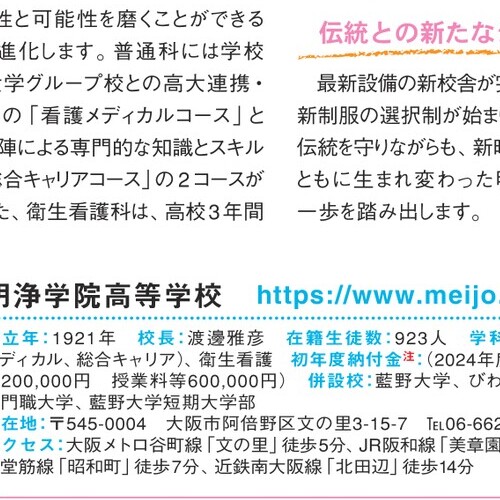 性と可能性を磨くことができる
進化します。普通科には学校
学グループ校との高大連携・
の「看護メディカルコース」と
陣による専門的な知識とスキル
合キャリアコース」の2コースが
た、衛生看護科は、高校3年間
伝統との新たな
最新設備の新校舎が
新制服の選択制が始ま
伝統を守りながらも、新
ともに生まれ変わった
一歩を踏み出します。
明浄学院高等学校 https://www.meijo.
立年：1921年 校長：渡邊雅彦 在籍生徒数：923人 学科
ディカル、総合キャリア）、衛生看護 初年度納付金注：（2024年
200,000円 授業料等600,000円） 併設校：藍野大学、びわ
門職大学、藍野大学短期大学部
在地：〒545-0004 大阪市阿倍野区文の里3-15-7 TEL06-662
クセス：大阪メトロ谷町線「文の里」徒歩5分、JR阪和線「美章園
堂筋線「昭和町」徒歩7分、近鉄南大阪線「北田辺」徒歩14分